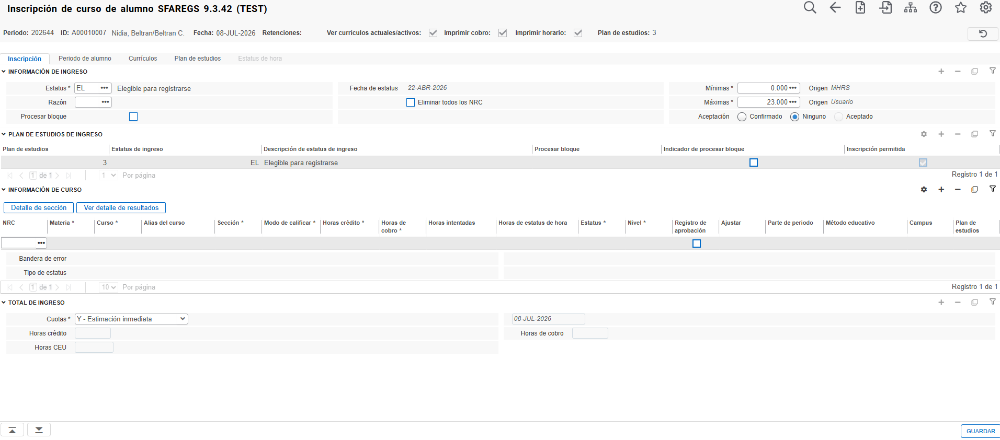 Inscripción de curso de alumno SFAREGS 9.3.42 (TEST)
Periodo: 202644 ID: A00010007 Nidia, Beltran/Beltran C. Fecha: 08-JUL-2026 Retenciones: Ver currículos actuales/activos: Imprimir cobro: Imprimir horario: Plan de estudios: 3
Inscripción Periodo de alumno Currículos Plan de estudios Estatus de hora
INFORMACIÓN DE INGRESO
Estatus * EL ••• Elegible para registrarse Fecha de estatus 22-ABR-2026 Mínimas * 0.000 ••• Origen MHRS
Razón ••• Eliminar todos los NRC Máximas * 23.000 ••• Origen Usuario
Procesar bloque Aceptación Confirmado Ninguno Aceptado
PLAN DE ESTUDIOS DE INGRESO
Plan de estudios Estatus de ingreso Descripción de estatus de ingreso Procesar bloque Indicador de procesar bloque Inscripción permitida
3 EL Elegible para registrarse
1 de 1 1 Por página Registro 1 de 1
INFORMACIÓN DE CURSO
Detalle de sección Ver detalle de resultados
NRC Materia * Curso * Alias del curso Sección * Modo de calificar * Horas crédito * Horas de cobro * Horas intentadas Horas de estatus de hora Estatus * Nivel * Registro de aprobación Ajustar Parte de periodo Método educativo Campus Plan de estudios
•••
Bandera de error
Tipo de estatus
1 de 1 10 Por página Registro 1 de 1
TOTAL DE INGRESO
Cuotas * Y - Estimación inmediata 08-JUL-2026
Horas crédito Horas de cobro
Horas CEU
GUARDAR